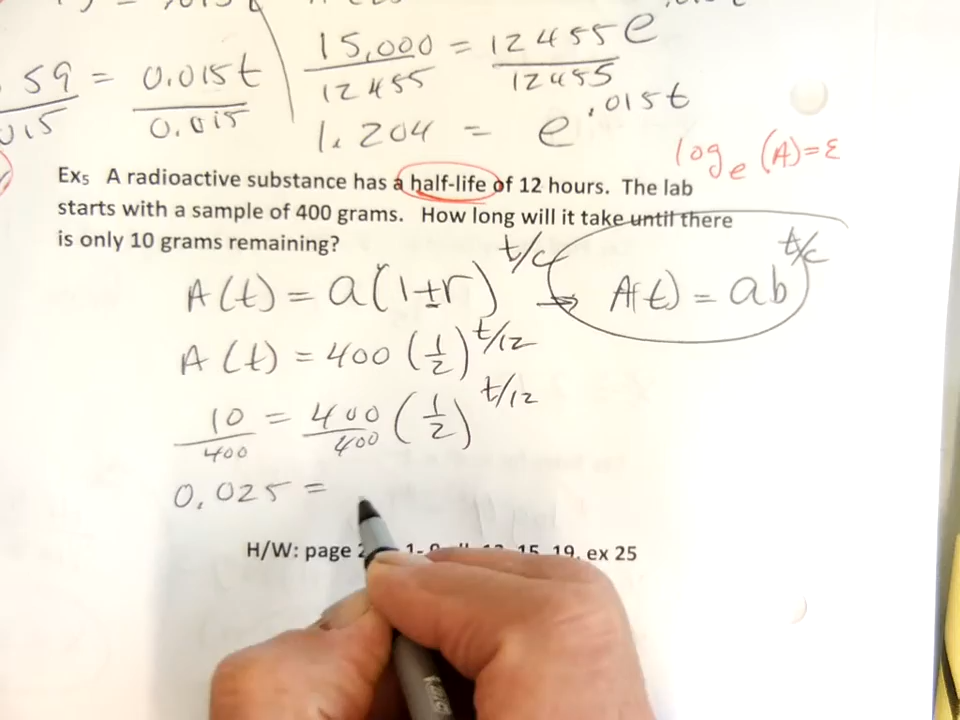 59 = 0.015t
015 0.015
15,000 = 12455e
12455 12455
1.204 = e^.015t
log_e (A)=E
Ex5 A radioactive substance has a half-life of 12 hours. The lab
starts with a sample of 400 grams. How long will it take until there
is only 10 grams remaining?
A(t) = a(1±r)^t/c → A(t) = ab^t/c
A(t) = 400 (1/2)^t/12
10 = 400 (1/2)^t/12
400 400
0.025 =
H/W: page 15, 19, ex 25